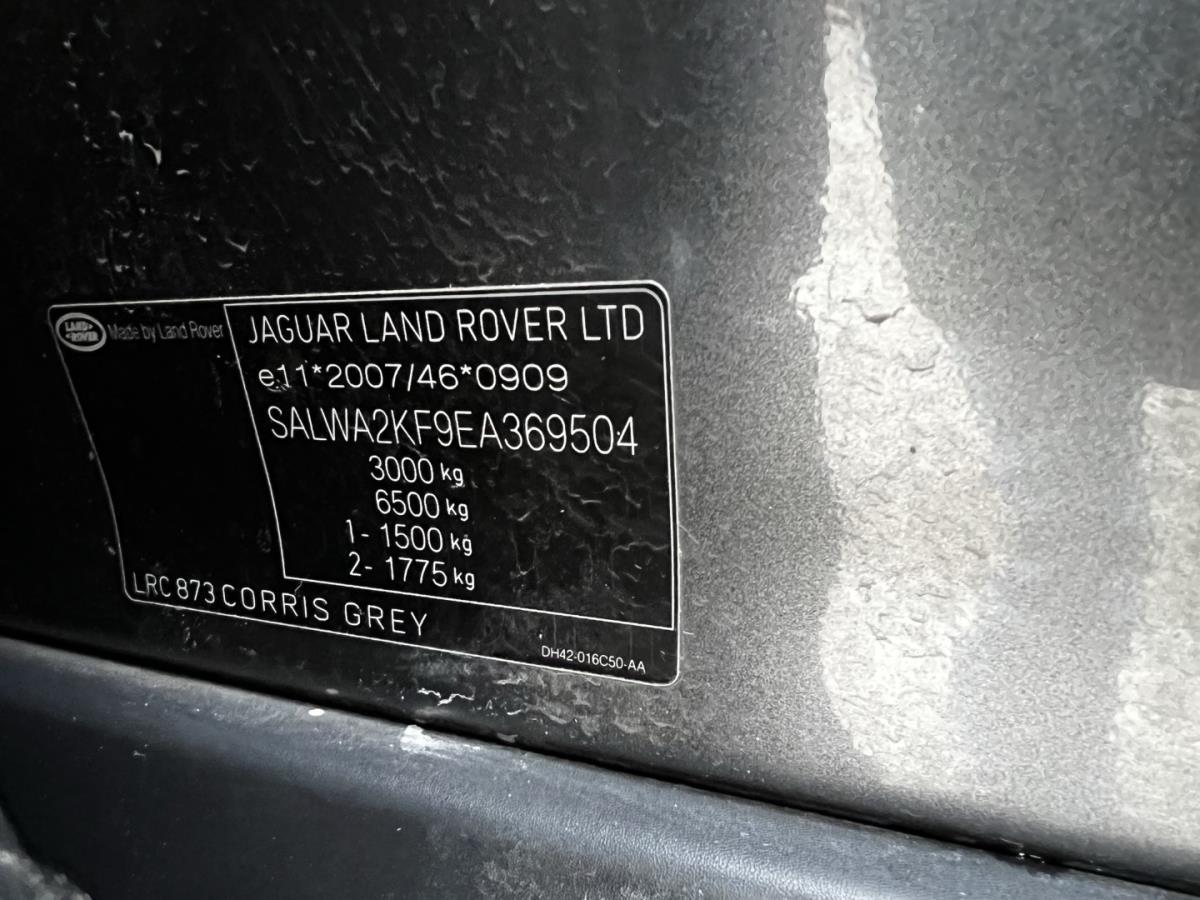 LAND ROVER
Made by Land Rover
JAGUAR LAND ROVER LTD
e11*2007/46*0909
SALWA2KF9EA369504
3000 kg
6500 kg
1- 1500 kg
2- 1775 kg
LRC 873 CORRIS GREY
DH42-016C50-AA